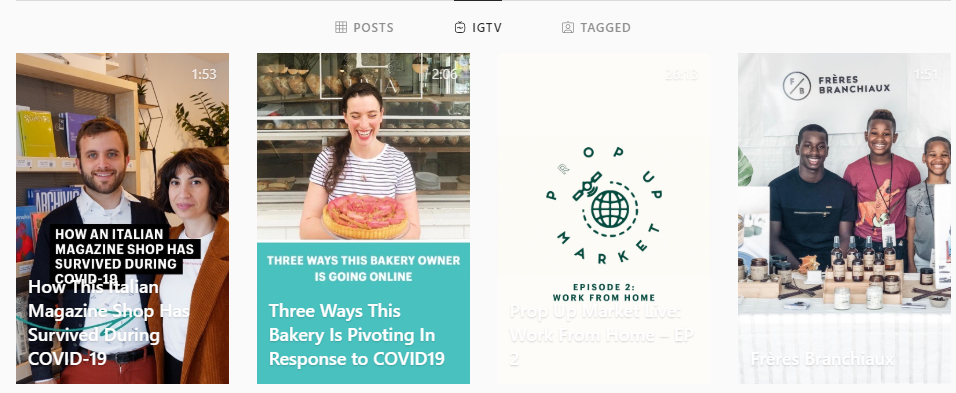 POSTS
IGTV
TAGGED
1:53
HOW AN ITALIAN
MAGAZINE SHOP HAS
SURVIVED DURING
COVID-19
How This Italian
Magazine Shop Has
Survived During
COVID-19
2:06
THREE WAYS THIS BAKERY OWNER
IS GOING ONLINE
Three Ways This
Bakery Is Pivoting In
Response to COVID19
26:13
POP UP MARKET
EPISODE 2:
WORK FROM HOME
Prop Up Market Live:
Work From Home – EP
2
1:51
F/B
FRÈRES
BRANCHIAUX
Frères Branchiaux